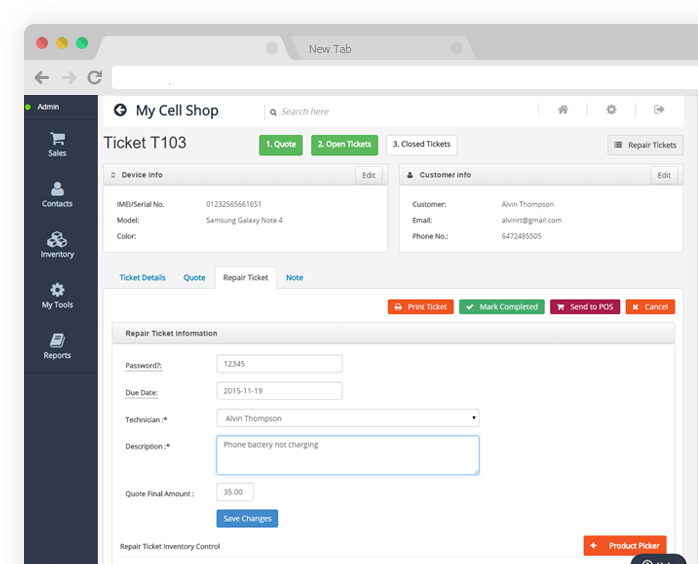 New Tab
Admin
My Cell Shop
Search here
Ticket T103
1. Quote
2. Open Tickets
3. Closed Tickets
Repair Tickets
Sales
Contacts
Inventory
My Tools
Reports
Device Info
Edit
IMEI/Serial No. 01232565661651
Model: Samsung Galaxy Note 4
Color:
Customer info
Edit
Customer: Alvin Thompson
Email: alvinrt@gmail.com
Phone No.: 6472485505
Ticket Details
Quote
Repair Ticket
Note
Print Ticket
Mark Completed
Send to POS
Cancel
Repair Ticket Information
Password?: 12345
Due Date: 2015-11-19
Technician :* Alvin Thompson
Description :* Phone battery not charging
Quote Final Amount : 35.00
Save Changes
Repair Ticket Inventory Control
+ Product Picker